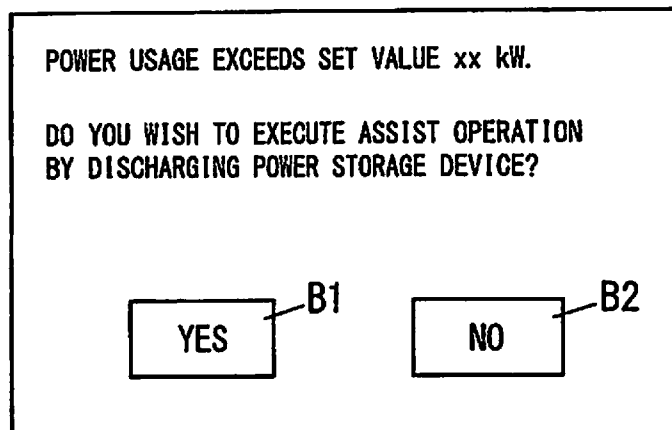 POWER USAGE EXCEEDS SET VALUE xx kW.
DO YOU WISH TO EXECUTE ASSIST OPERATION
BY DISCHARGING POWER STORAGE DEVICE?
B1
B2
YES
NO